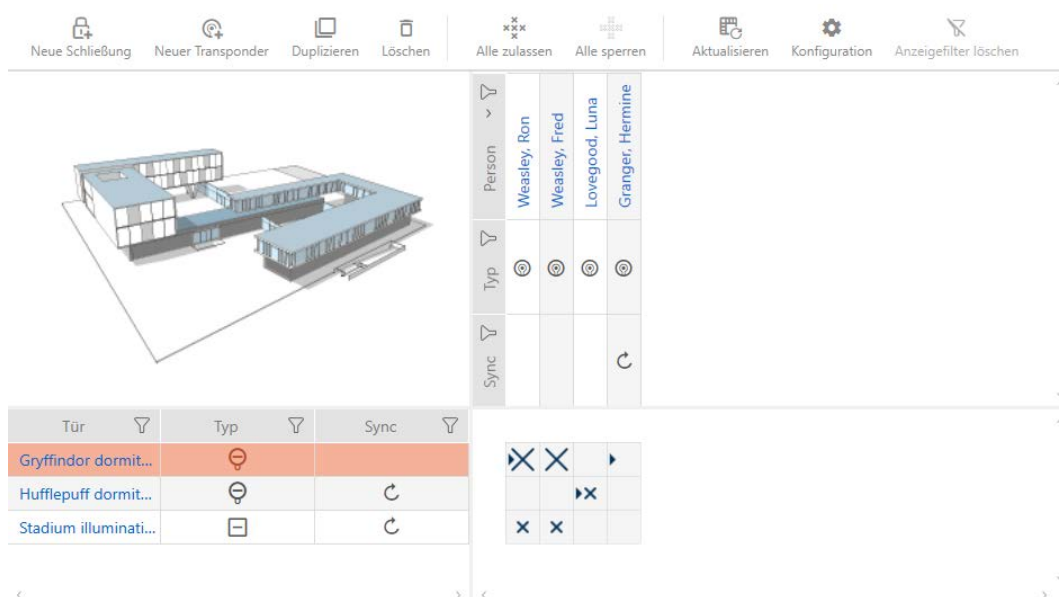 Neue Schließung Neuer Transponder Duplizieren Löschen Alle zulassen Alle sperren Aktualisieren Konfiguration Anzeigefilter löschen
Person
Weasley, Ron
Weasley, Fred
Lovegood, Luna
Granger, Hermine
Typ
Sync
Tür Typ Sync
Gryffindor dormit...
Hufflepuff dormit...
Stadium illuminati...